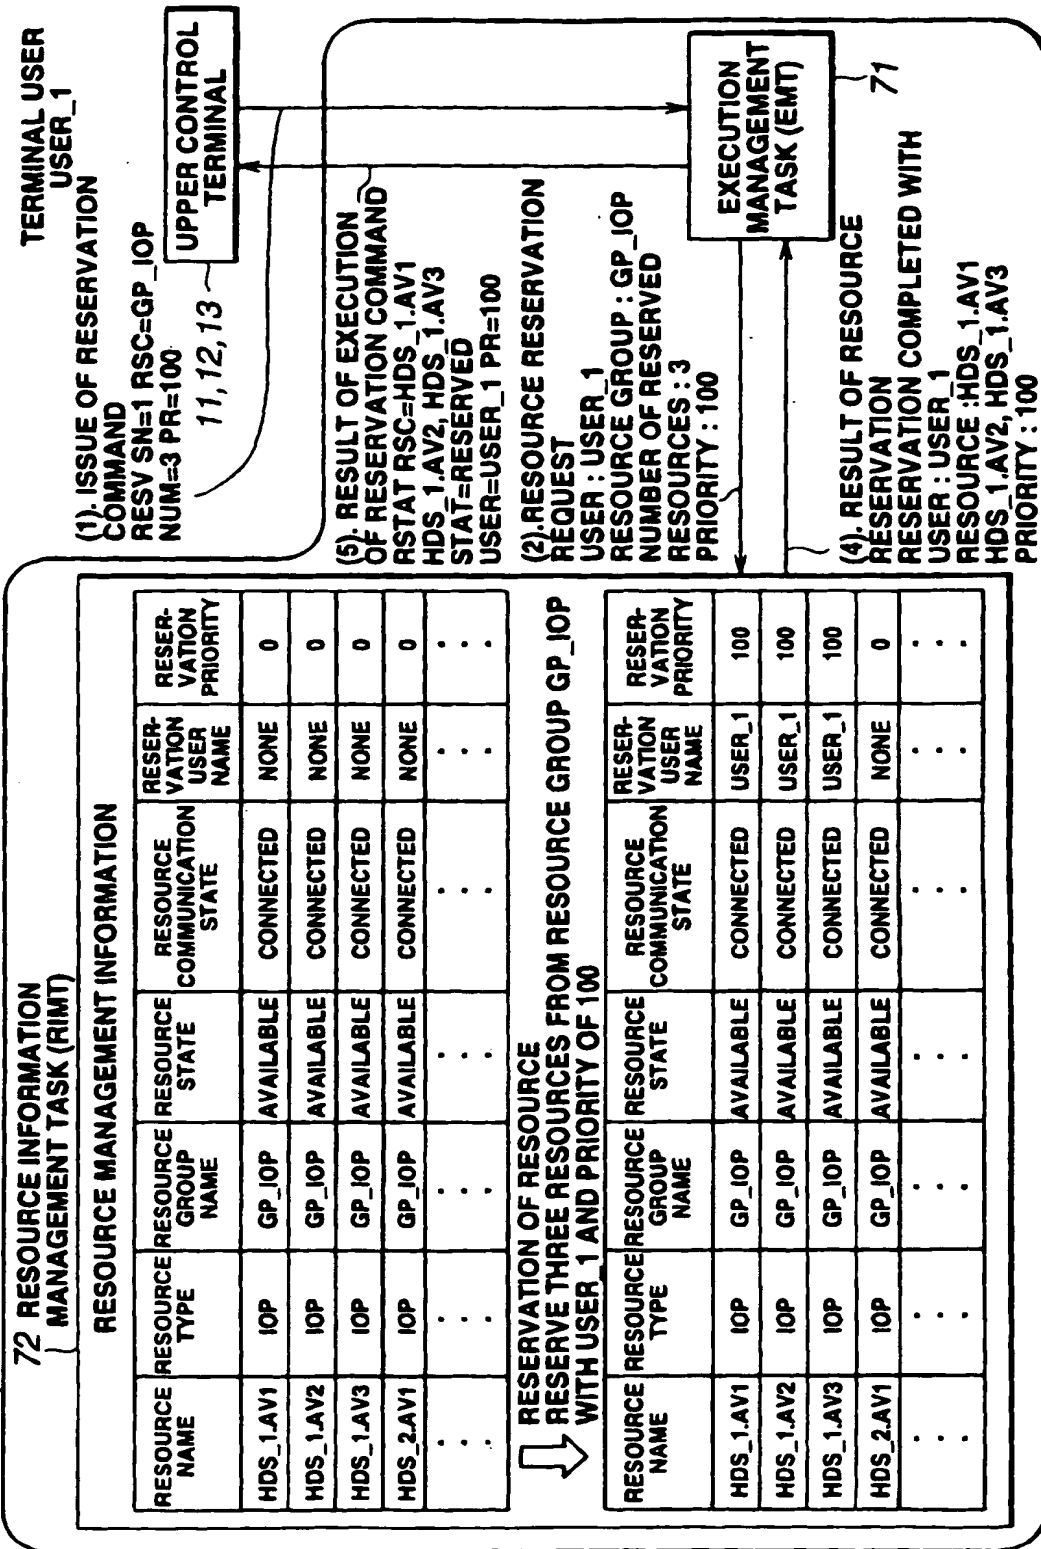 TERMINAL USER
USER_1
(1). ISSUE OF RESERVATION
COMMAND
RESV SN=1 RSC=GP_IOP
NUM=3 PR=100
UPPER CONTROL
TERMINAL
11,12,13
(5). RESULT OF EXECUTION
OF RESERVATION COMMAND
RSTAT RSC=HDS_1.AV1
HDS_1.AV2, HDS_1.AV3
STAT=RESERVED
USER=USER_1 PR=100
(2).RESOURCE RESERVATION
REQUEST
USER : USER_1
RESOURCE GROUP : GP_IOP
NUMBER OF RESERVED
RESOURCES : 3
PRIORITY : 100
EXECUTION
MANAGEMENT
TASK (EMT)
71
(4). RESULT OF RESOURCE
RESERVATION
RESERVATION COMPLETED WITH
USER : USER_1
RESOURCE :HDS_1.AV1
HDS_1.AV2, HDS_1.AV3
PRIORITY : 100
72 RESOURCE INFORMATION
MANAGEMENT TASK (RIMT)
RESOURCE MANAGEMENT INFORMATION
RESOURCE NAME RESOURCE TYPE RESOURCE GROUP NAME RESOURCE STATE RESOURCE COMMUNICATION STATE RESER-VATION USER NAME RESER-VATION PRIORITY
HDS_1.AV1 IOP GP_IOP AVAILABLE CONNECTED NONE 0
HDS_1.AV2 IOP GP_IOP AVAILABLE CONNECTED NONE 0
HDS_1.AV3 IOP GP_IOP AVAILABLE CONNECTED NONE 0
HDS_2.AV1 IOP GP_IOP AVAILABLE CONNECTED NONE 0
. . . . . . . . . . . . . . . . . . . . .
RESERVATION OF RESOURCE
RESERVE THREE RESOURCES FROM RESOURCE GROUP GP_IOP
WITH USER_1 AND PRIORITY OF 100
RESOURCE NAME RESOURCE TYPE RESOURCE GROUP NAME RESOURCE STATE RESOURCE COMMUNICATION STATE RESER-VATION USER NAME RESER-VATION PRIORITY
HDS_1.AV1 IOP GP_IOP AVAILABLE CONNECTED USER_1 100
HDS_1.AV2 IOP GP_IOP AVAILABLE CONNECTED USER_1 100
HDS_1.AV3 IOP GP_IOP AVAILABLE CONNECTED USER_1 100
HDS_2.AV1 IOP GP_IOP AVAILABLE CONNECTED NONE 0
. . . . . . . . . . . . . . . . . . . . .